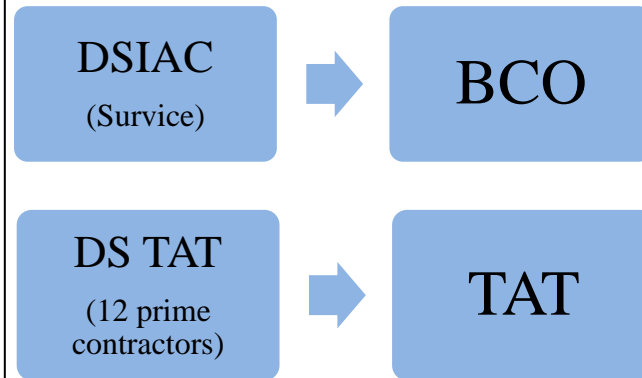 DSIAC
(Survice)
BCO
DS TAT
(12 prime
contractors)
TAT